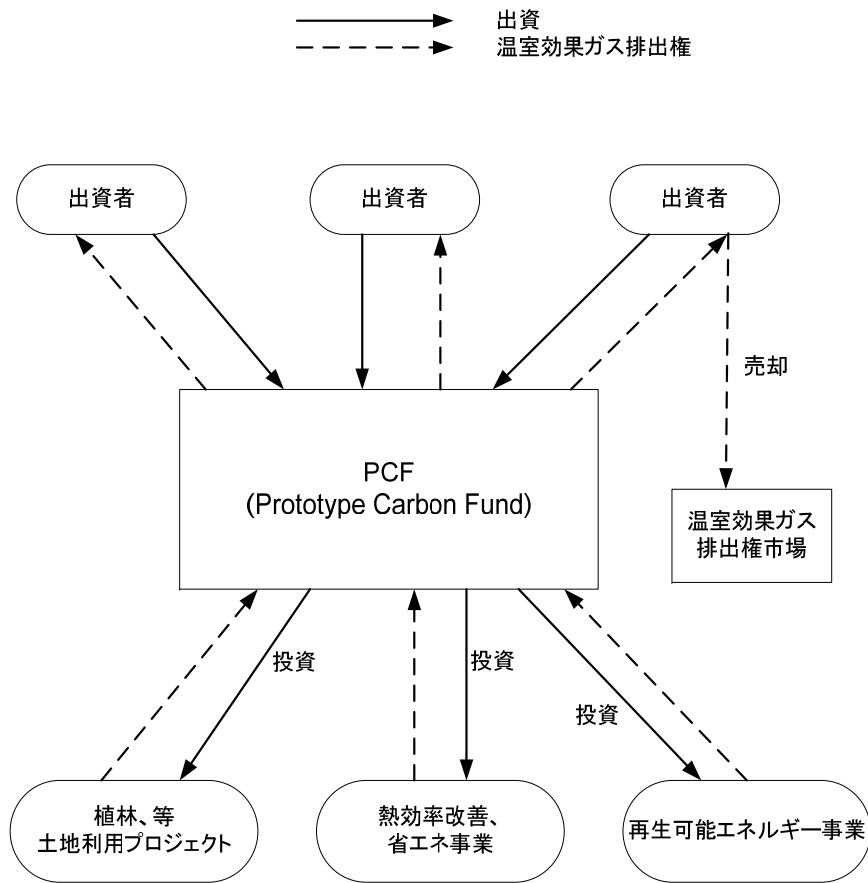 出資
温室効果ガス排出権
出資者
出資者
出資者
売却
PCF
(Prototype Carbon Fund)
温室効果ガス
排出権市場
投資
投資
投資
植林、等
土地利用プロジェクト
熱効率改善、
省エネ事業
再生可能エネルギー事業